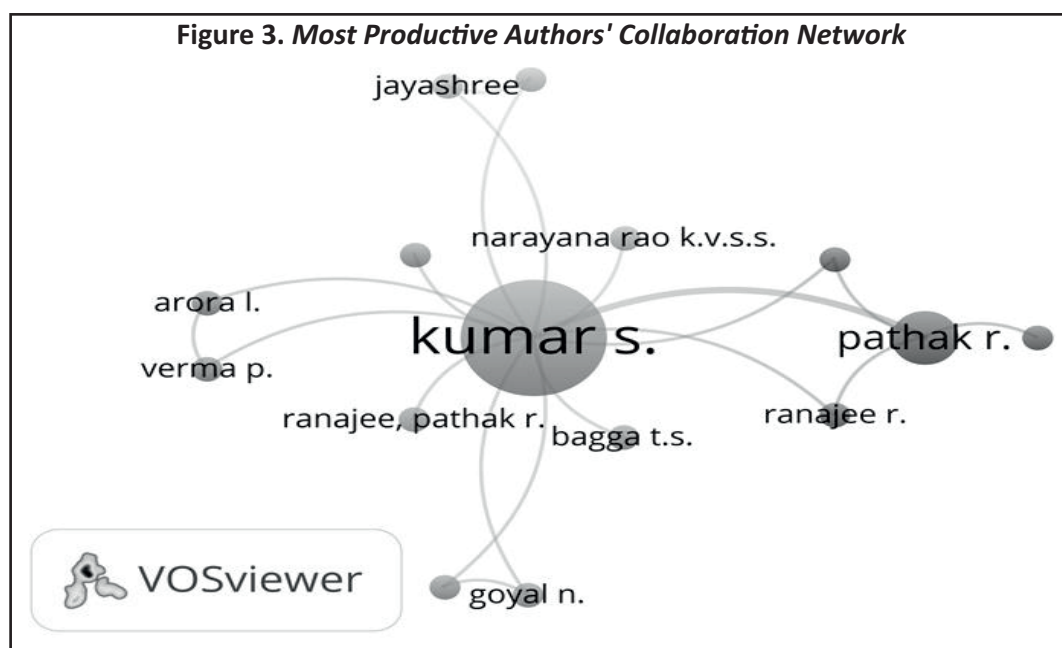 Figure 3. Most Productive Authors' Collaboration Network
jayashree
narayana rao k.v.s.s.
arora l.
kumar s.
pathak r.
verma p.
ranajee, pathak r.
bagga t.s.
ranajee r.
goyal n.
VOSviewer